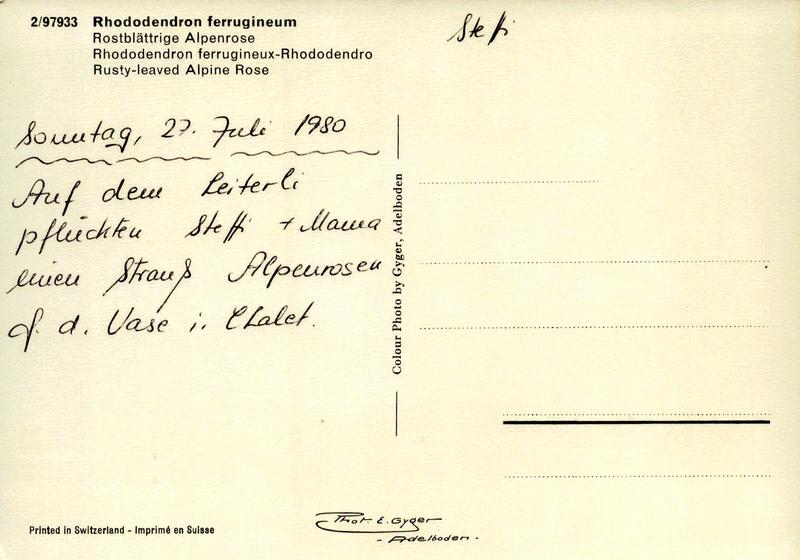 2/97933 Rhododendron ferrugineum
Rostblättrige Alpenrose
Rhododendron ferrugineux-Rhododendro
Rusty-leaved Alpine Rose
Steffi
Sonntag, 27. Juli 1980
Auf dem Leiterli
pflückten Steffi + Mama
einen Strauß Alpenrosen
f. d. Vase i. Chalet.
Colour Photo by Gyger, Adelboden
Printed in Switzerland - Imprimé en Suisse
Phot. E. Gyger
- Adelboden -